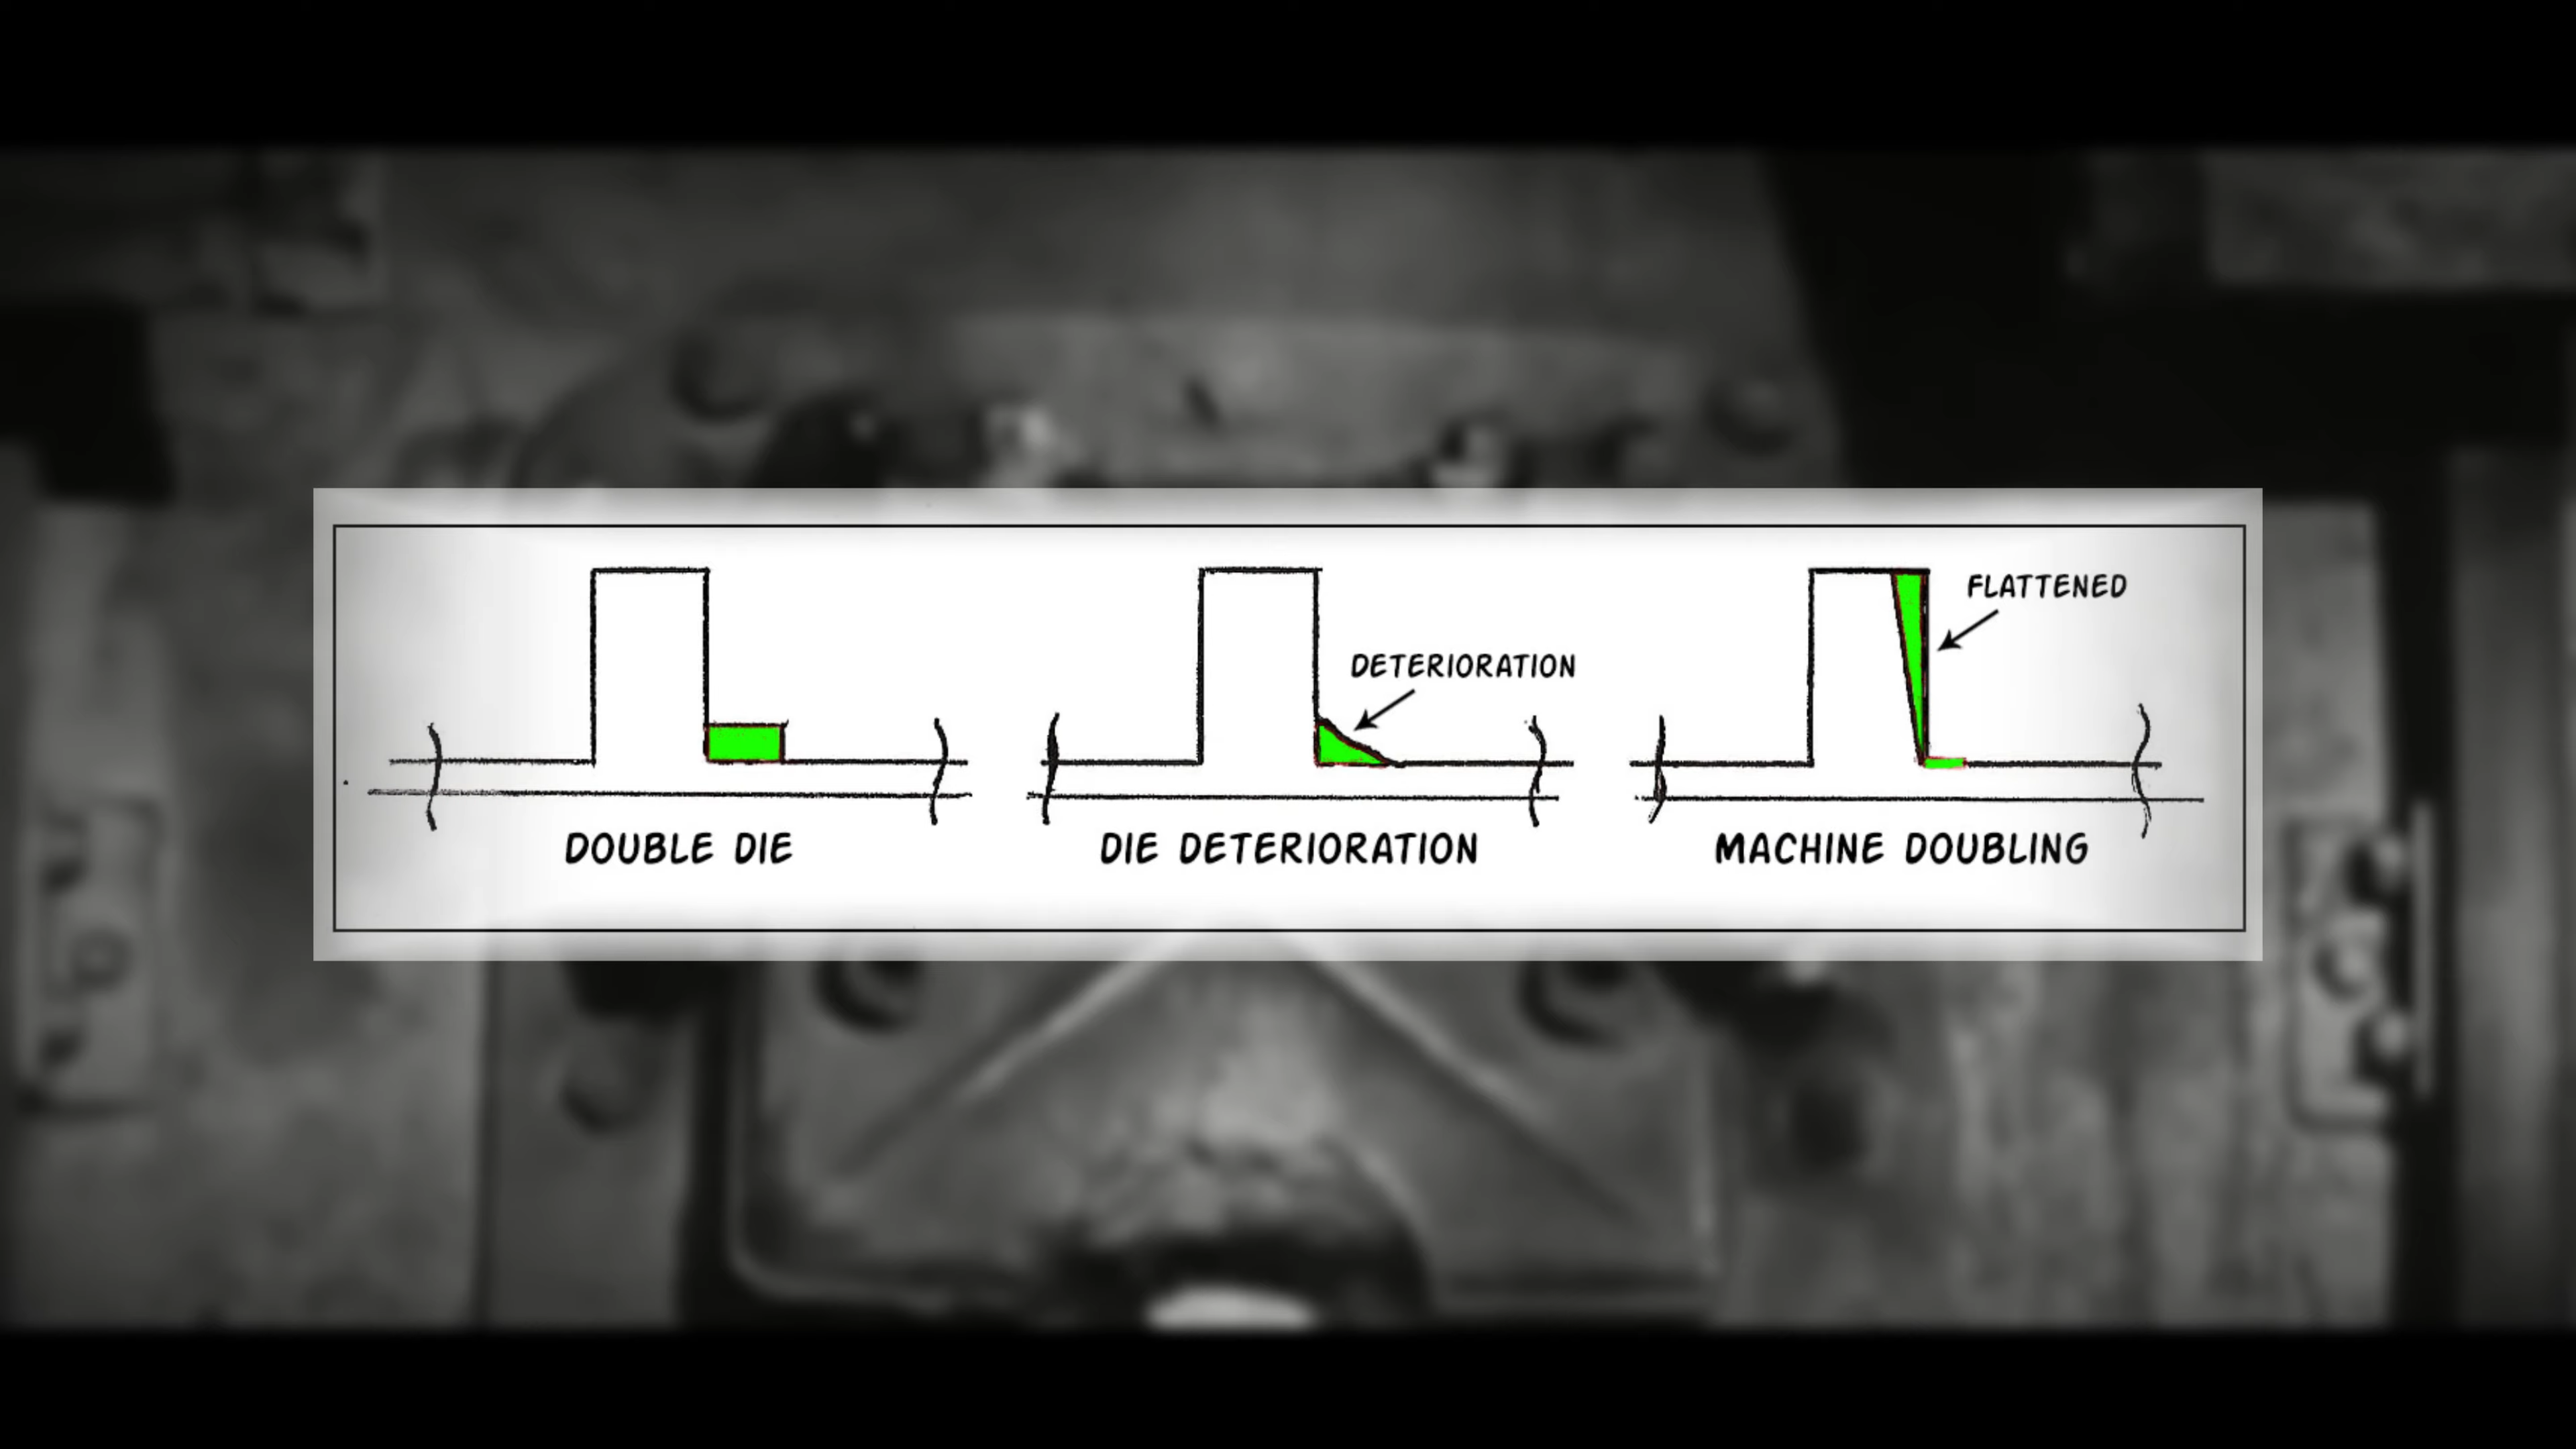 FLATTENED
DETERIORATION
DOUBLE DIE
DIE DETERIORATION
MACHINE DOUBLING